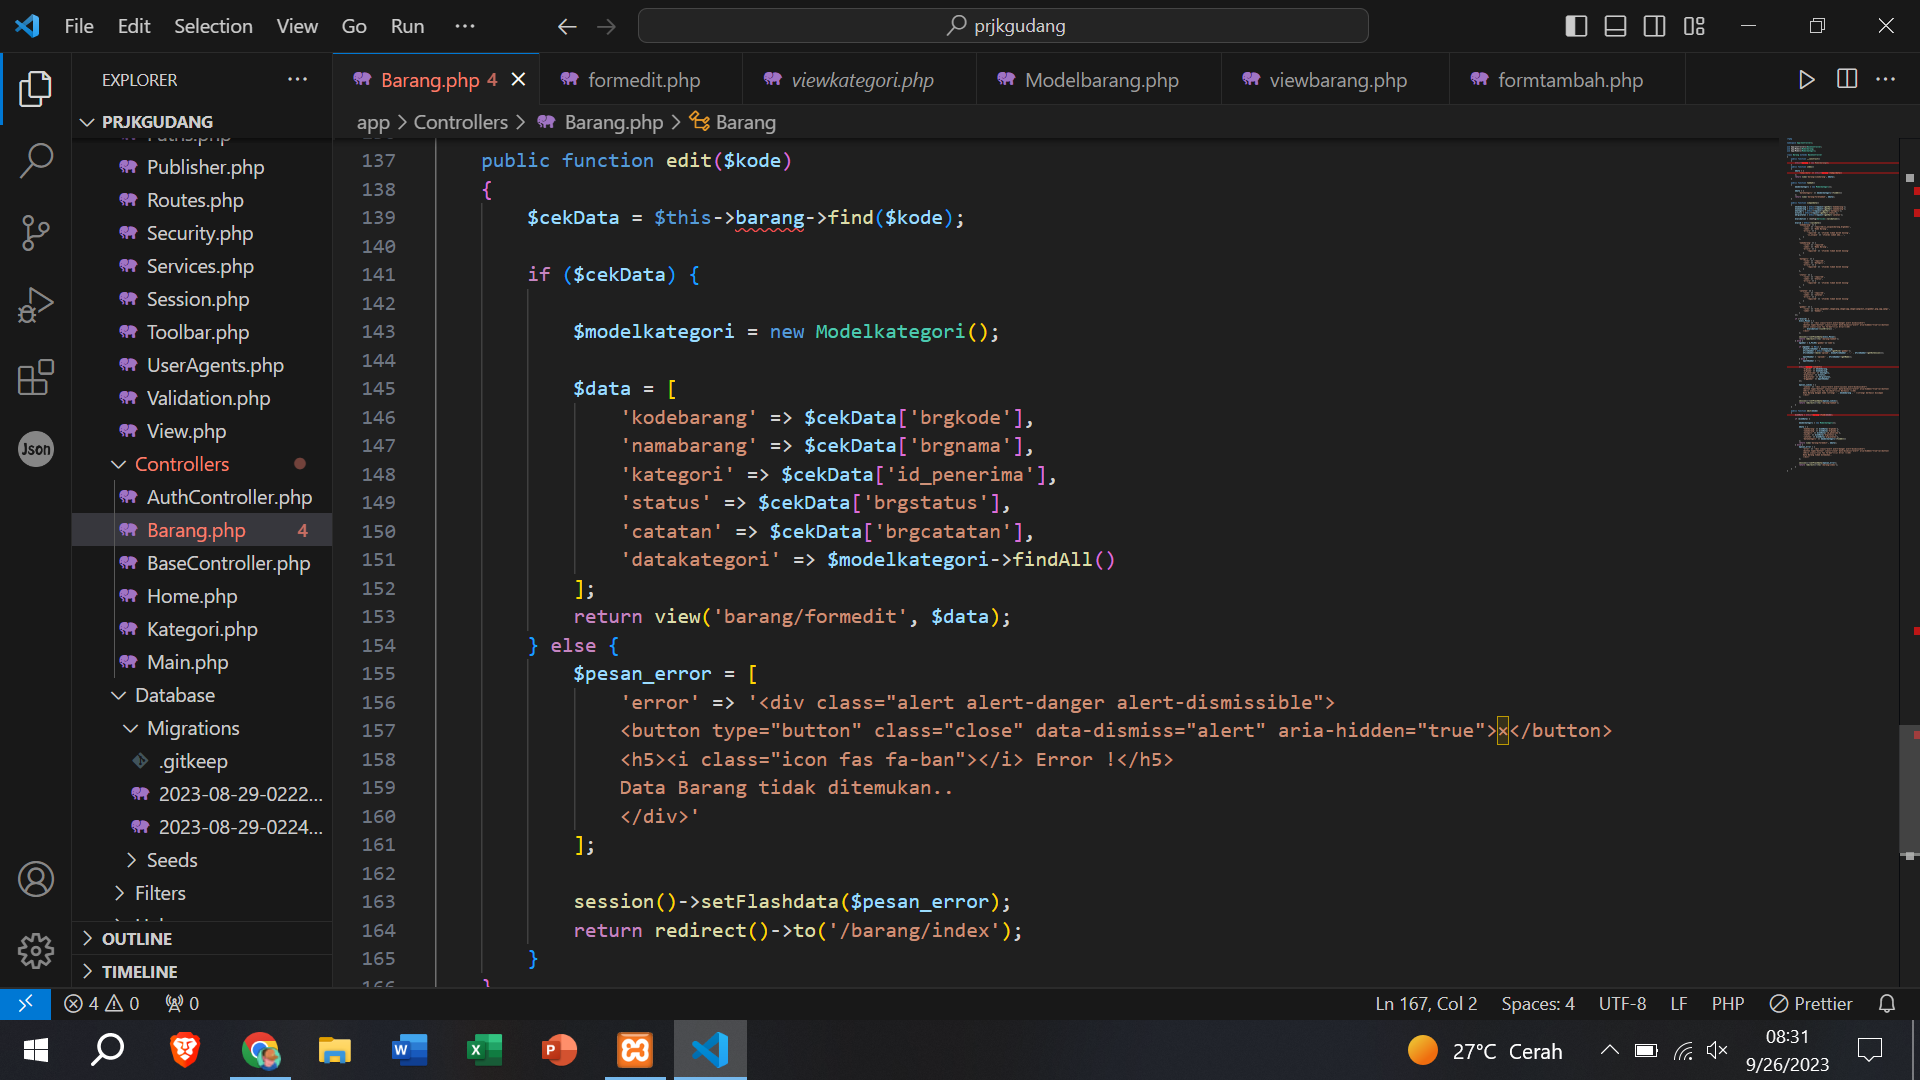 File Edit Selection View Go Run ···
prjkgudang
EXPLORER ···
Barang.php 4
formedit.php
viewkategori.php
Modelbarang.php
viewbarang.php
formtambah.php
PRJKGUDANG
app > Controllers > Barang.php > Barang
Publisher.php
Routes.php
Security.php
Services.php
Session.php
Toolbar.php
UserAgents.php
Validation.php
View.php
Controllers
AuthController.php
Barang.php 4
BaseController.php
Home.php
Kategori.php
Main.php
Database
Migrations
.gitkeep
2023-08-29-0222...
2023-08-29-0224...
Seeds
Filters
OUTLINE
TIMELINE
Json
137 public function edit($kode)
138 {
139 $cekData = $this->barang->find($kode);
140
141 if ($cekData) {
142
143 $modelkategori = new Modelkategori();
144
145 $data = [
146 'kodebarang' => $cekData['brgkode'],
147 'namabarang' => $cekData['brgnama'],
148 'kategori' => $cekData['id_penerima'],
149 'status' => $cekData['brgstatus'],
150 'catatan' => $cekData['brgcatatan'],
151 'datakategori' => $modelkategori->findAll()
152 ];
153 return view('barang/formedit', $data);
154 } else {
155 $pesan_error = [
156 'error' => '<div class="alert alert-danger alert-dismissible">
157 <button type="button" class="close" data-dismiss="alert" aria-hidden="true">×</button>
158 <h5><i class="icon fas fa-ban"></i> Error !</h5>
159 Data Barang tidak ditemukan..
160 </div>'
161 ];
162
163 session()->setFlashdata($pesan_error);
164 return redirect()->to('/barang/index');
165 }
4 0 0
Ln 167, Col 2 Spaces: 4 UTF-8 LF PHP Prettier
27°C Cerah
08:31
9/26/2023